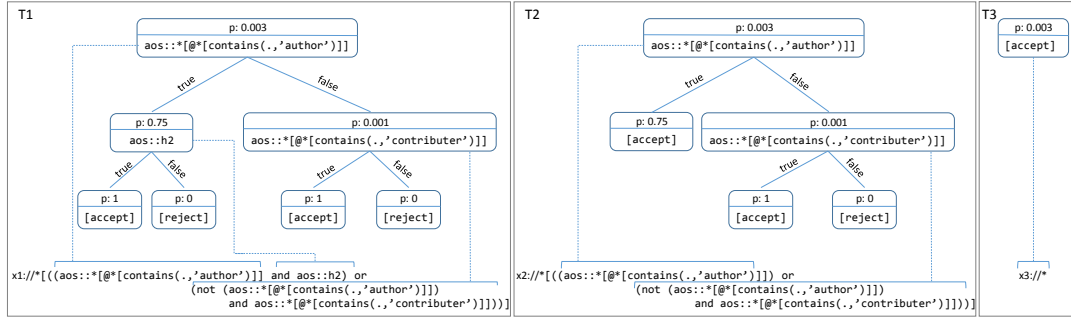 T1
p: 0.003
aos::*[@*[contains(.,'author')]]
true
false
p: 0.75
aos::h2
p: 0.001
aos::*[@*[contains(.,'contributer')]]
true
false
true
false
p: 1
[accept]
p: 0
[reject]
p: 1
[accept]
p: 0
[reject]
x1://*[((aos::*[@*[contains(.,'author')]] and aos::h2) or
(not (aos::*[@*[contains(.,'author')]])
and aos::*[@*[contains(.,'contributer')]]))]
T2
p: 0.003
aos::*[@*[contains(.,'author')]]
true
false
p: 0.75
[accept]
p: 0.001
aos::*[@*[contains(.,'contributer')]]
true
false
p: 1
[accept]
p: 0
[reject]
x2://*[((aos::*[@*[contains(.,'author')]]) or
(not (aos::*[@*[contains(.,'author')]])
and aos::*[@*[contains(.,'contributer')]]))]
T3
p: 0.003
[accept]
x3://*